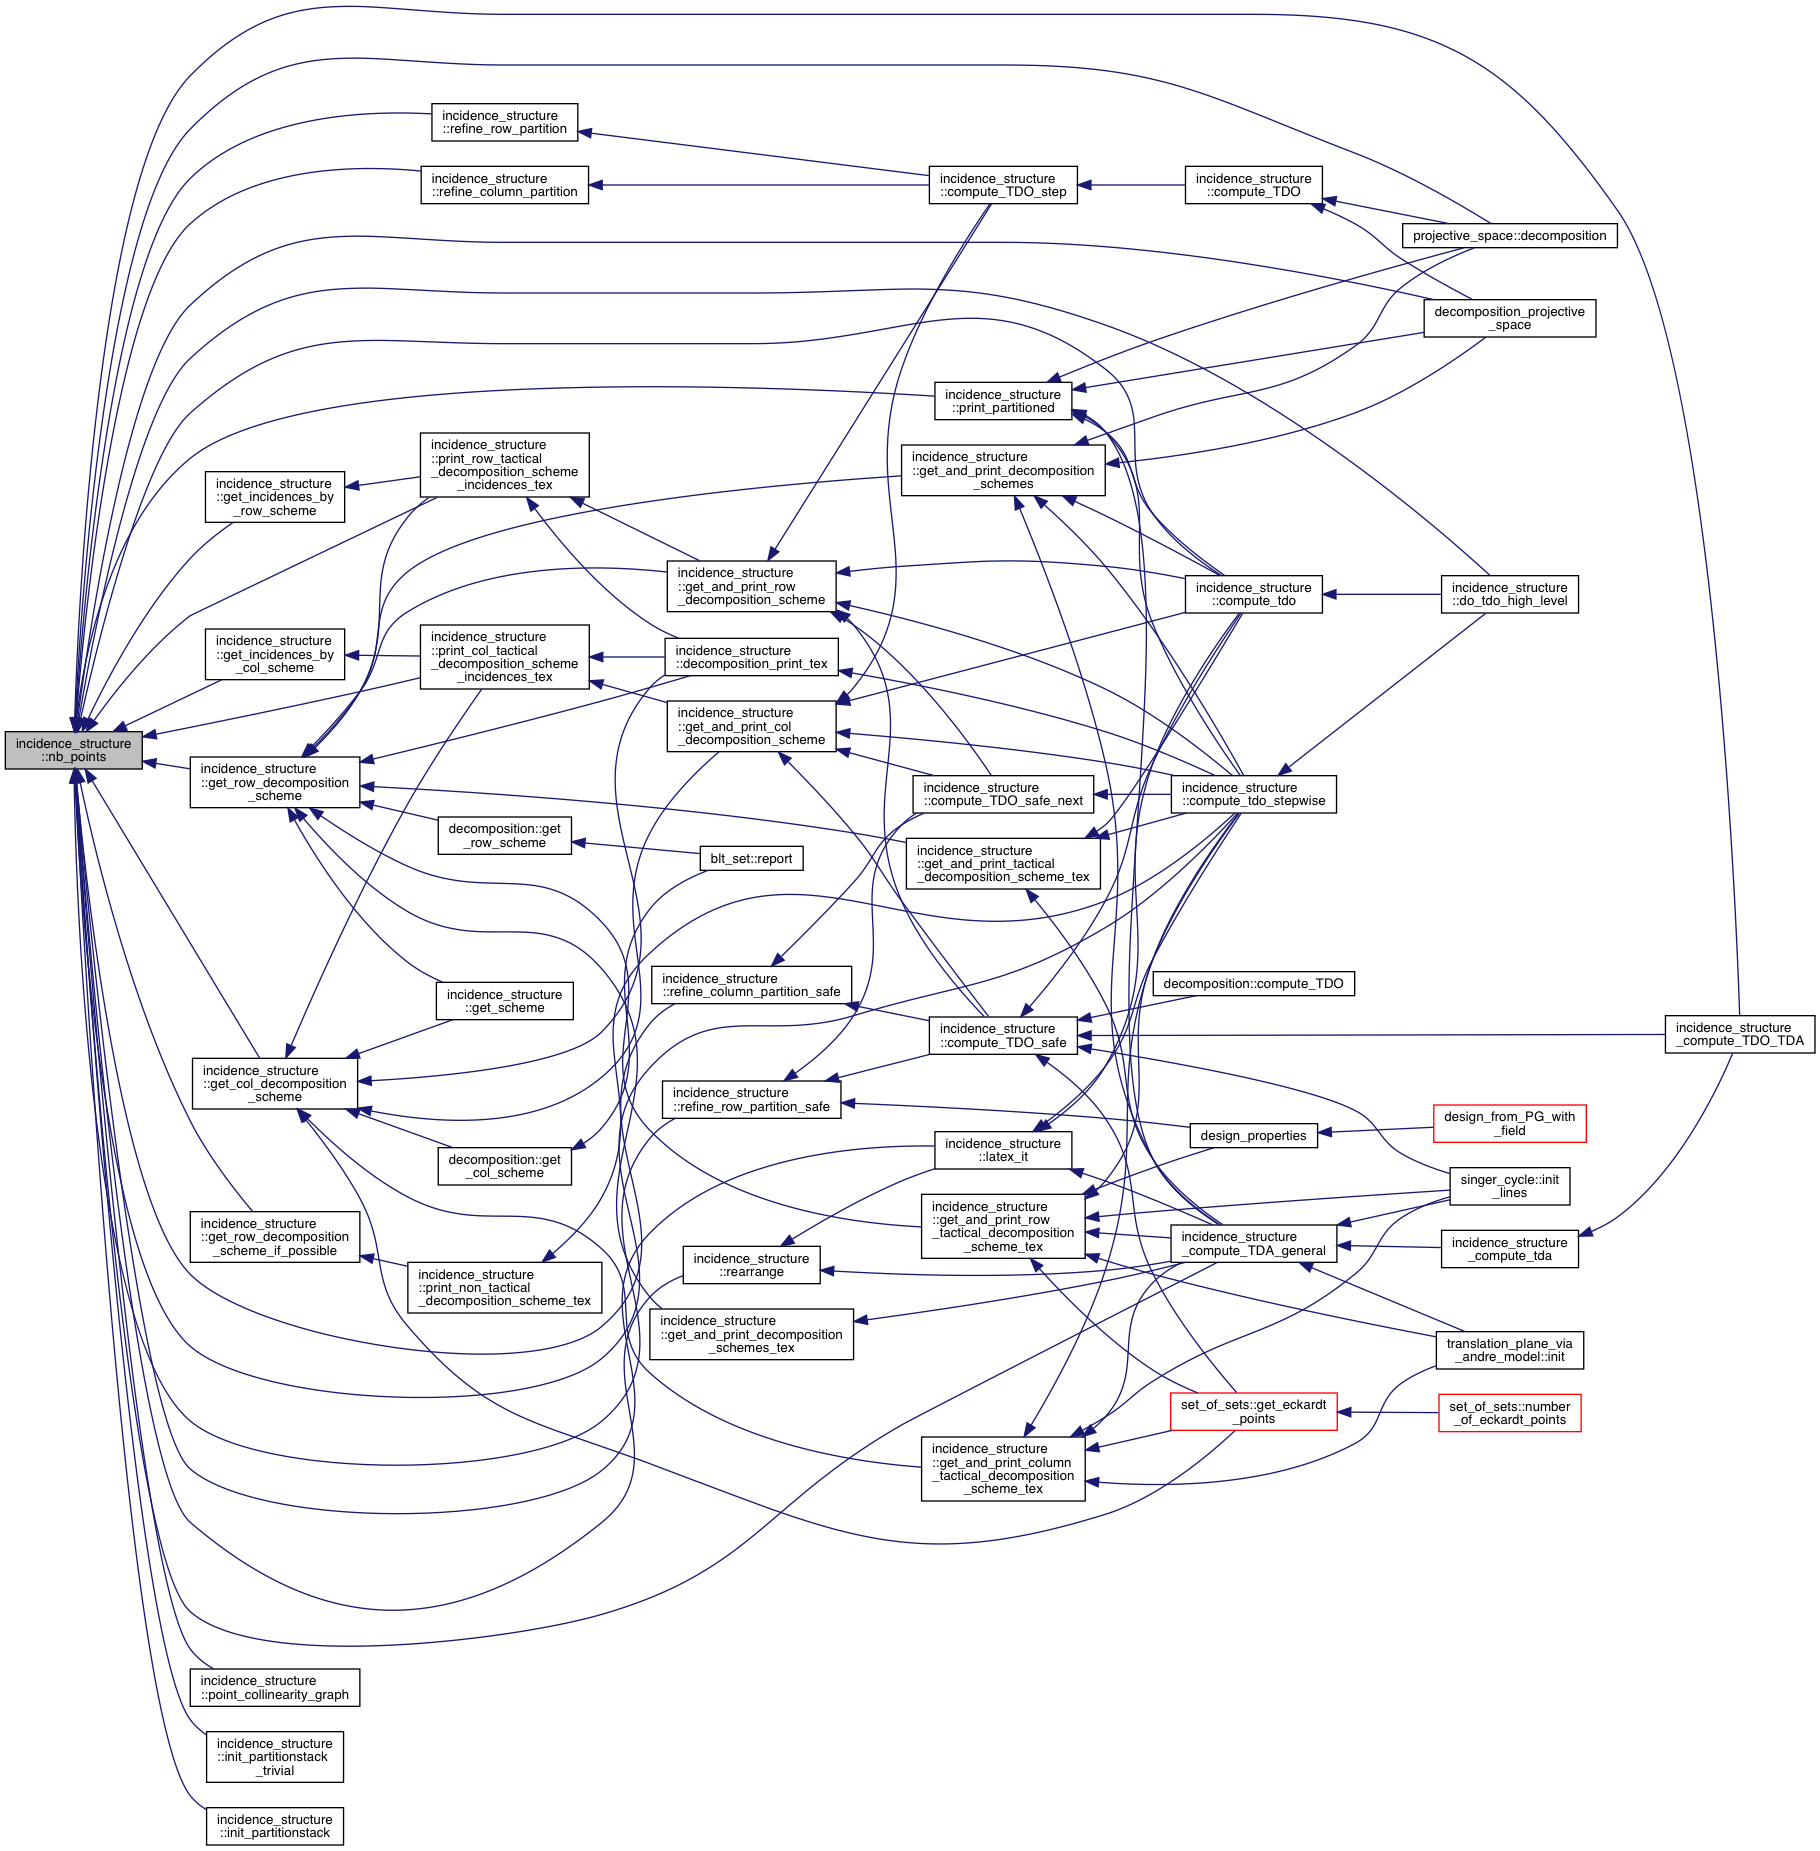 incidence_structure
::nb_points
incidence_structure
::refine_row_partition
incidence_structure
::refine_column_partition
incidence_structure
::get_incidences_by
_row_scheme
incidence_structure
::get_incidences_by
_col_scheme
incidence_structure
::get_row_decomposition
_scheme
incidence_structure
::get_col_decomposition
_scheme
incidence_structure
::get_row_decomposition
_scheme_if_possible
incidence_structure
::point_collinearity_graph
incidence_structure
::init_partitionstack
_trivial
incidence_structure
::init_partitionstack
incidence_structure
::print_row_tactical
_decomposition_scheme
_incidences_tex
incidence_structure
::print_col_tactical
_decomposition_scheme
_incidences_tex
decomposition::get
_row_scheme
incidence_structure
::get_scheme
decomposition::get
_col_scheme
incidence_structure
::print_non_tactical
_decomposition_scheme_tex
incidence_structure
::get_and_print_row
_decomposition_scheme
incidence_structure
::decomposition_print_tex
incidence_structure
::get_and_print_col
_decomposition_scheme
blt_set::report
incidence_structure
::refine_column_partition_safe
incidence_structure
::refine_row_partition_safe
incidence_structure
::rearrange
incidence_structure
::get_and_print_decomposition
_schemes_tex
incidence_structure
::compute_TDO_step
incidence_structure
::print_partitioned
incidence_structure
::get_and_print_decomposition
_schemes
incidence_structure
::compute_TDO_safe_next
incidence_structure
::get_and_print_tactical
_decomposition_scheme_tex
incidence_structure
::compute_TDO_safe
incidence_structure
::latex_it
incidence_structure
::get_and_print_row
_tactical_decomposition
_scheme_tex
incidence_structure
::get_and_print_column
_tactical_decomposition
_scheme_tex
incidence_structure
::compute_TDO
incidence_structure
::compute_tdo
incidence_structure
::compute_tdo_stepwise
decomposition::compute_TDO
design_properties
incidence_structure
_compute_TDA_general
set_of_sets::get_eckardt
_points
projective_space::decomposition
decomposition_projective
_space
incidence_structure
::do_tdo_high_level
design_from_PG_with
_field
singer_cycle::init
_lines
incidence_structure
_compute_tda
translation_plane_via
_andre_model::init
set_of_sets::number
_of_eckardt_points
incidence_structure
_compute_TDO_TDA